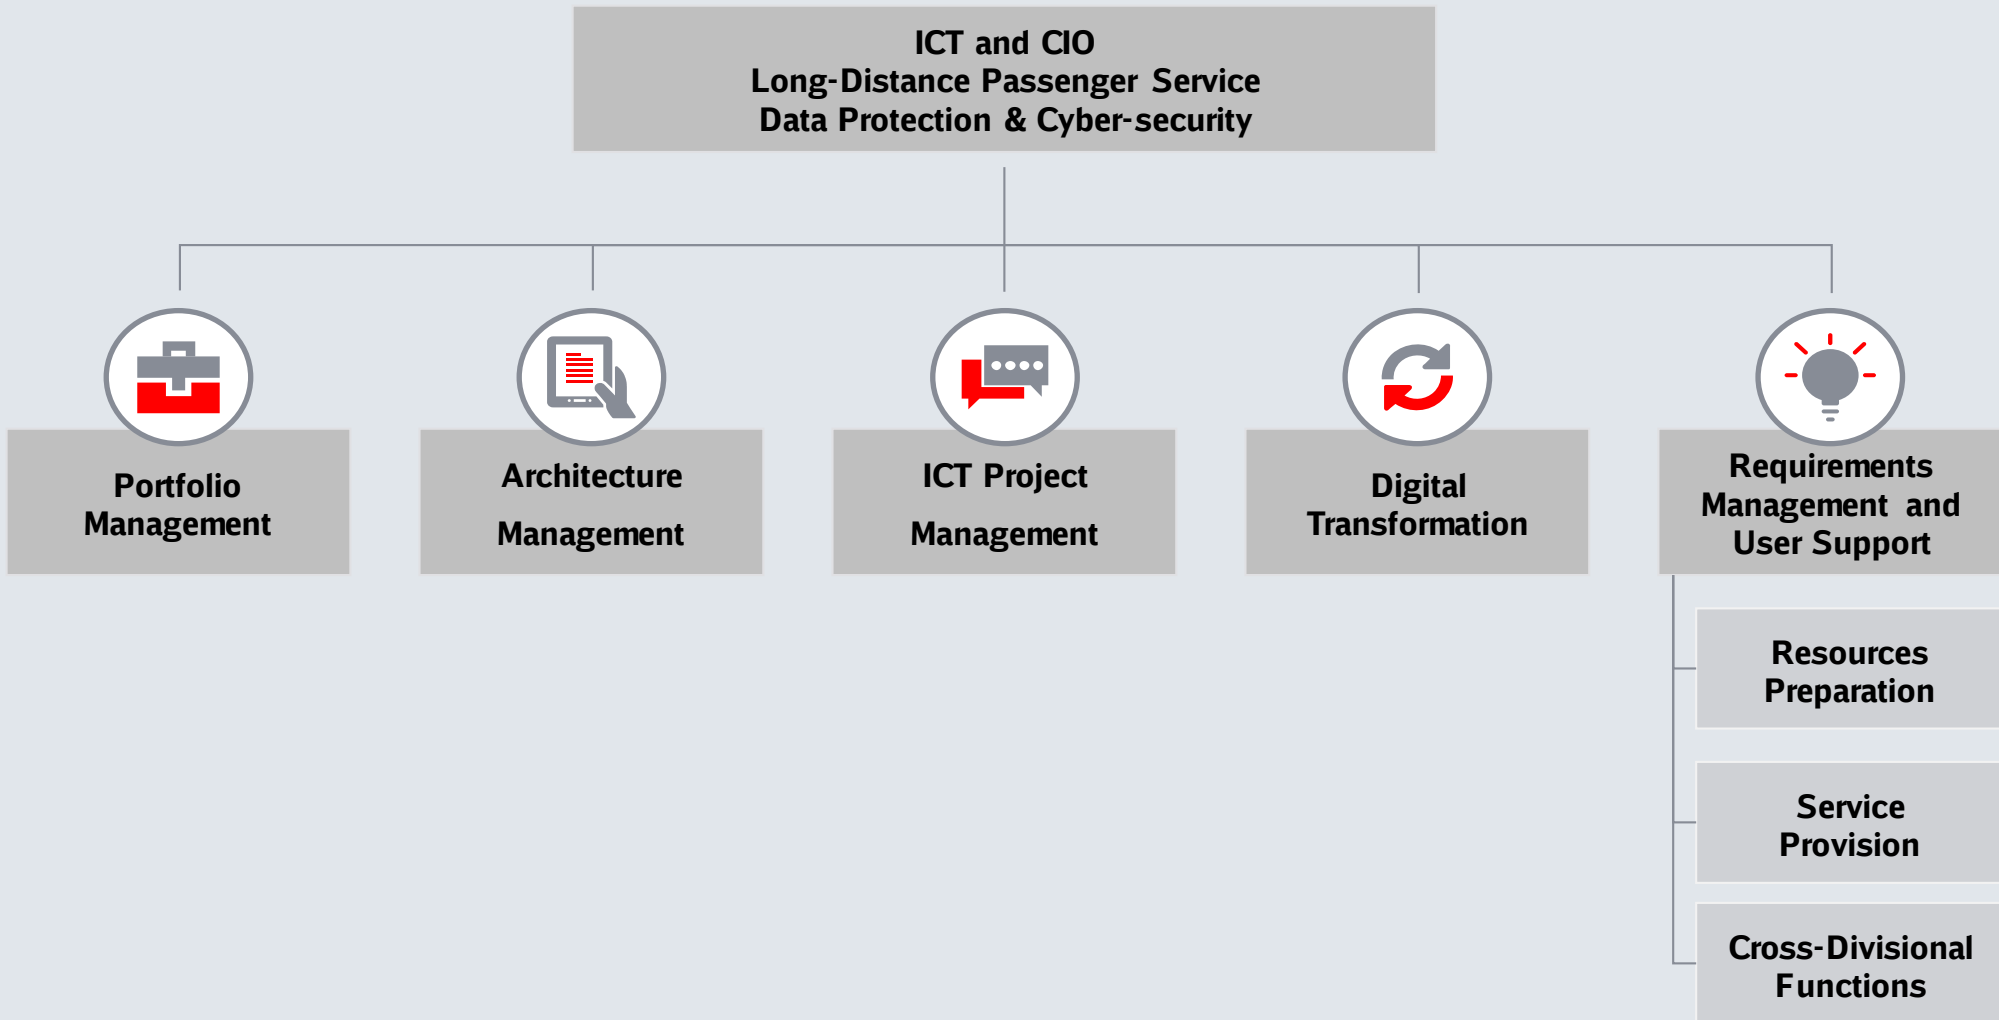 ICT and CIO
Long-Distance Passenger Service
Data Protection & Cyber-security
Portfolio
Management
Architecture
Management
ICT Project
Management
Digital
Transformation
Requirements
Management and
User Support
Resources
Preparation
Service
Provision
Cross-Divisional
Functions